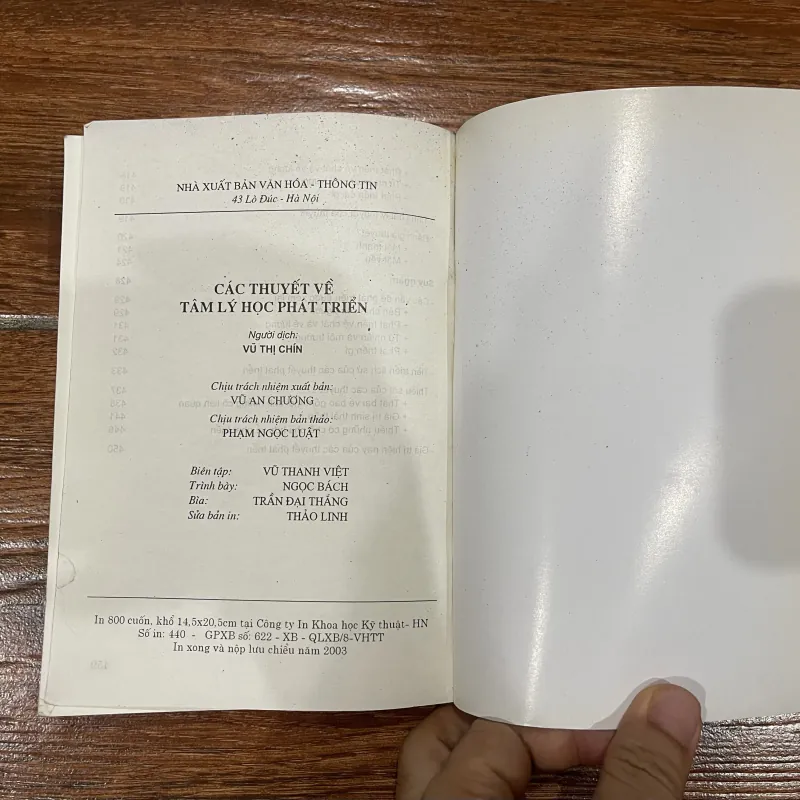 NHÀ XUẤT BẢN VĂN HÓA - THÔNG TIN
43 Lò Đúc - Hà Nội
CÁC THUYẾT VỀ
TÂM LÝ HỌC PHÁT TRIỂN
Người dịch:
VŨ THỊ CHÍN
Chịu trách nhiệm xuất bản:
VŨ AN CHƯƠNG
Chịu trách nhiệm bản thảo:
PHẠM NGỌC LUẬT
Biên tập: VŨ THANH VIỆT
Trình bày: NGỌC BÁCH
Bìa: TRẦN ĐẠI THẮNG
Sửa bản in: THẢO LINH
In 800 cuốn, khổ 14,5x20,5cm tại Công ty In Khoa học Kỹ thuật- HN
Số in: 440 - GPXB số: 622 - XB - QLXB/8-VHTT
In xong và nộp lưu chiểu năm 2003